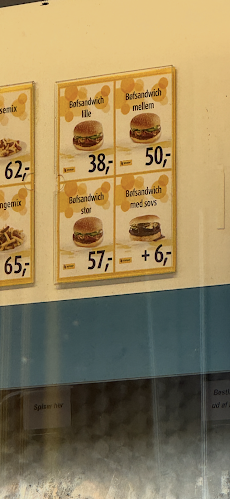 semix
62,-
ngemix
65,-
Bøfsandwich
lille
38,-
Bøfsandwich
mellem
50,-
Bøfsandwich
stor
57,-
Bøfsandwich
med sovs
+ 6,-